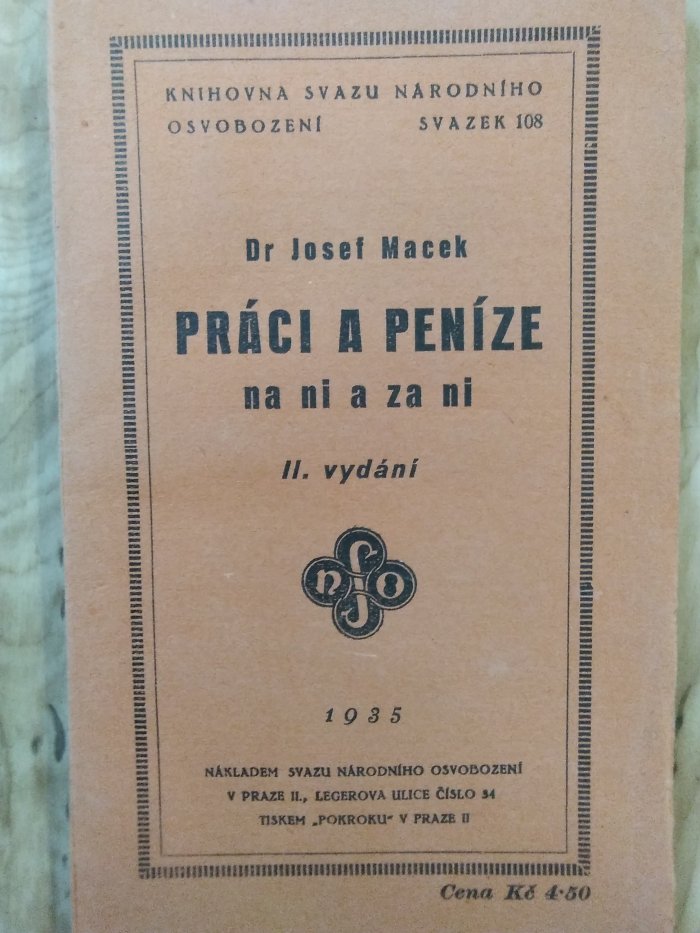 KNIHOVNA SVAZU NÁRODNÍHO
OSVOBOZENÍ SVAZEK 108
Dr Josef Macek
PRÁCI A PENÍZE
na ni a za ni
II. vydání
S
n J O
1935
NÁKLADEM SVAZU NÁRODNÍHO OSVOBOZENÍ
V PRAZE II., LEGEROVA ULICE ČÍSLO 54
TISKEM „POKROKU“ V PRAZE II
Cena Kč 4·50